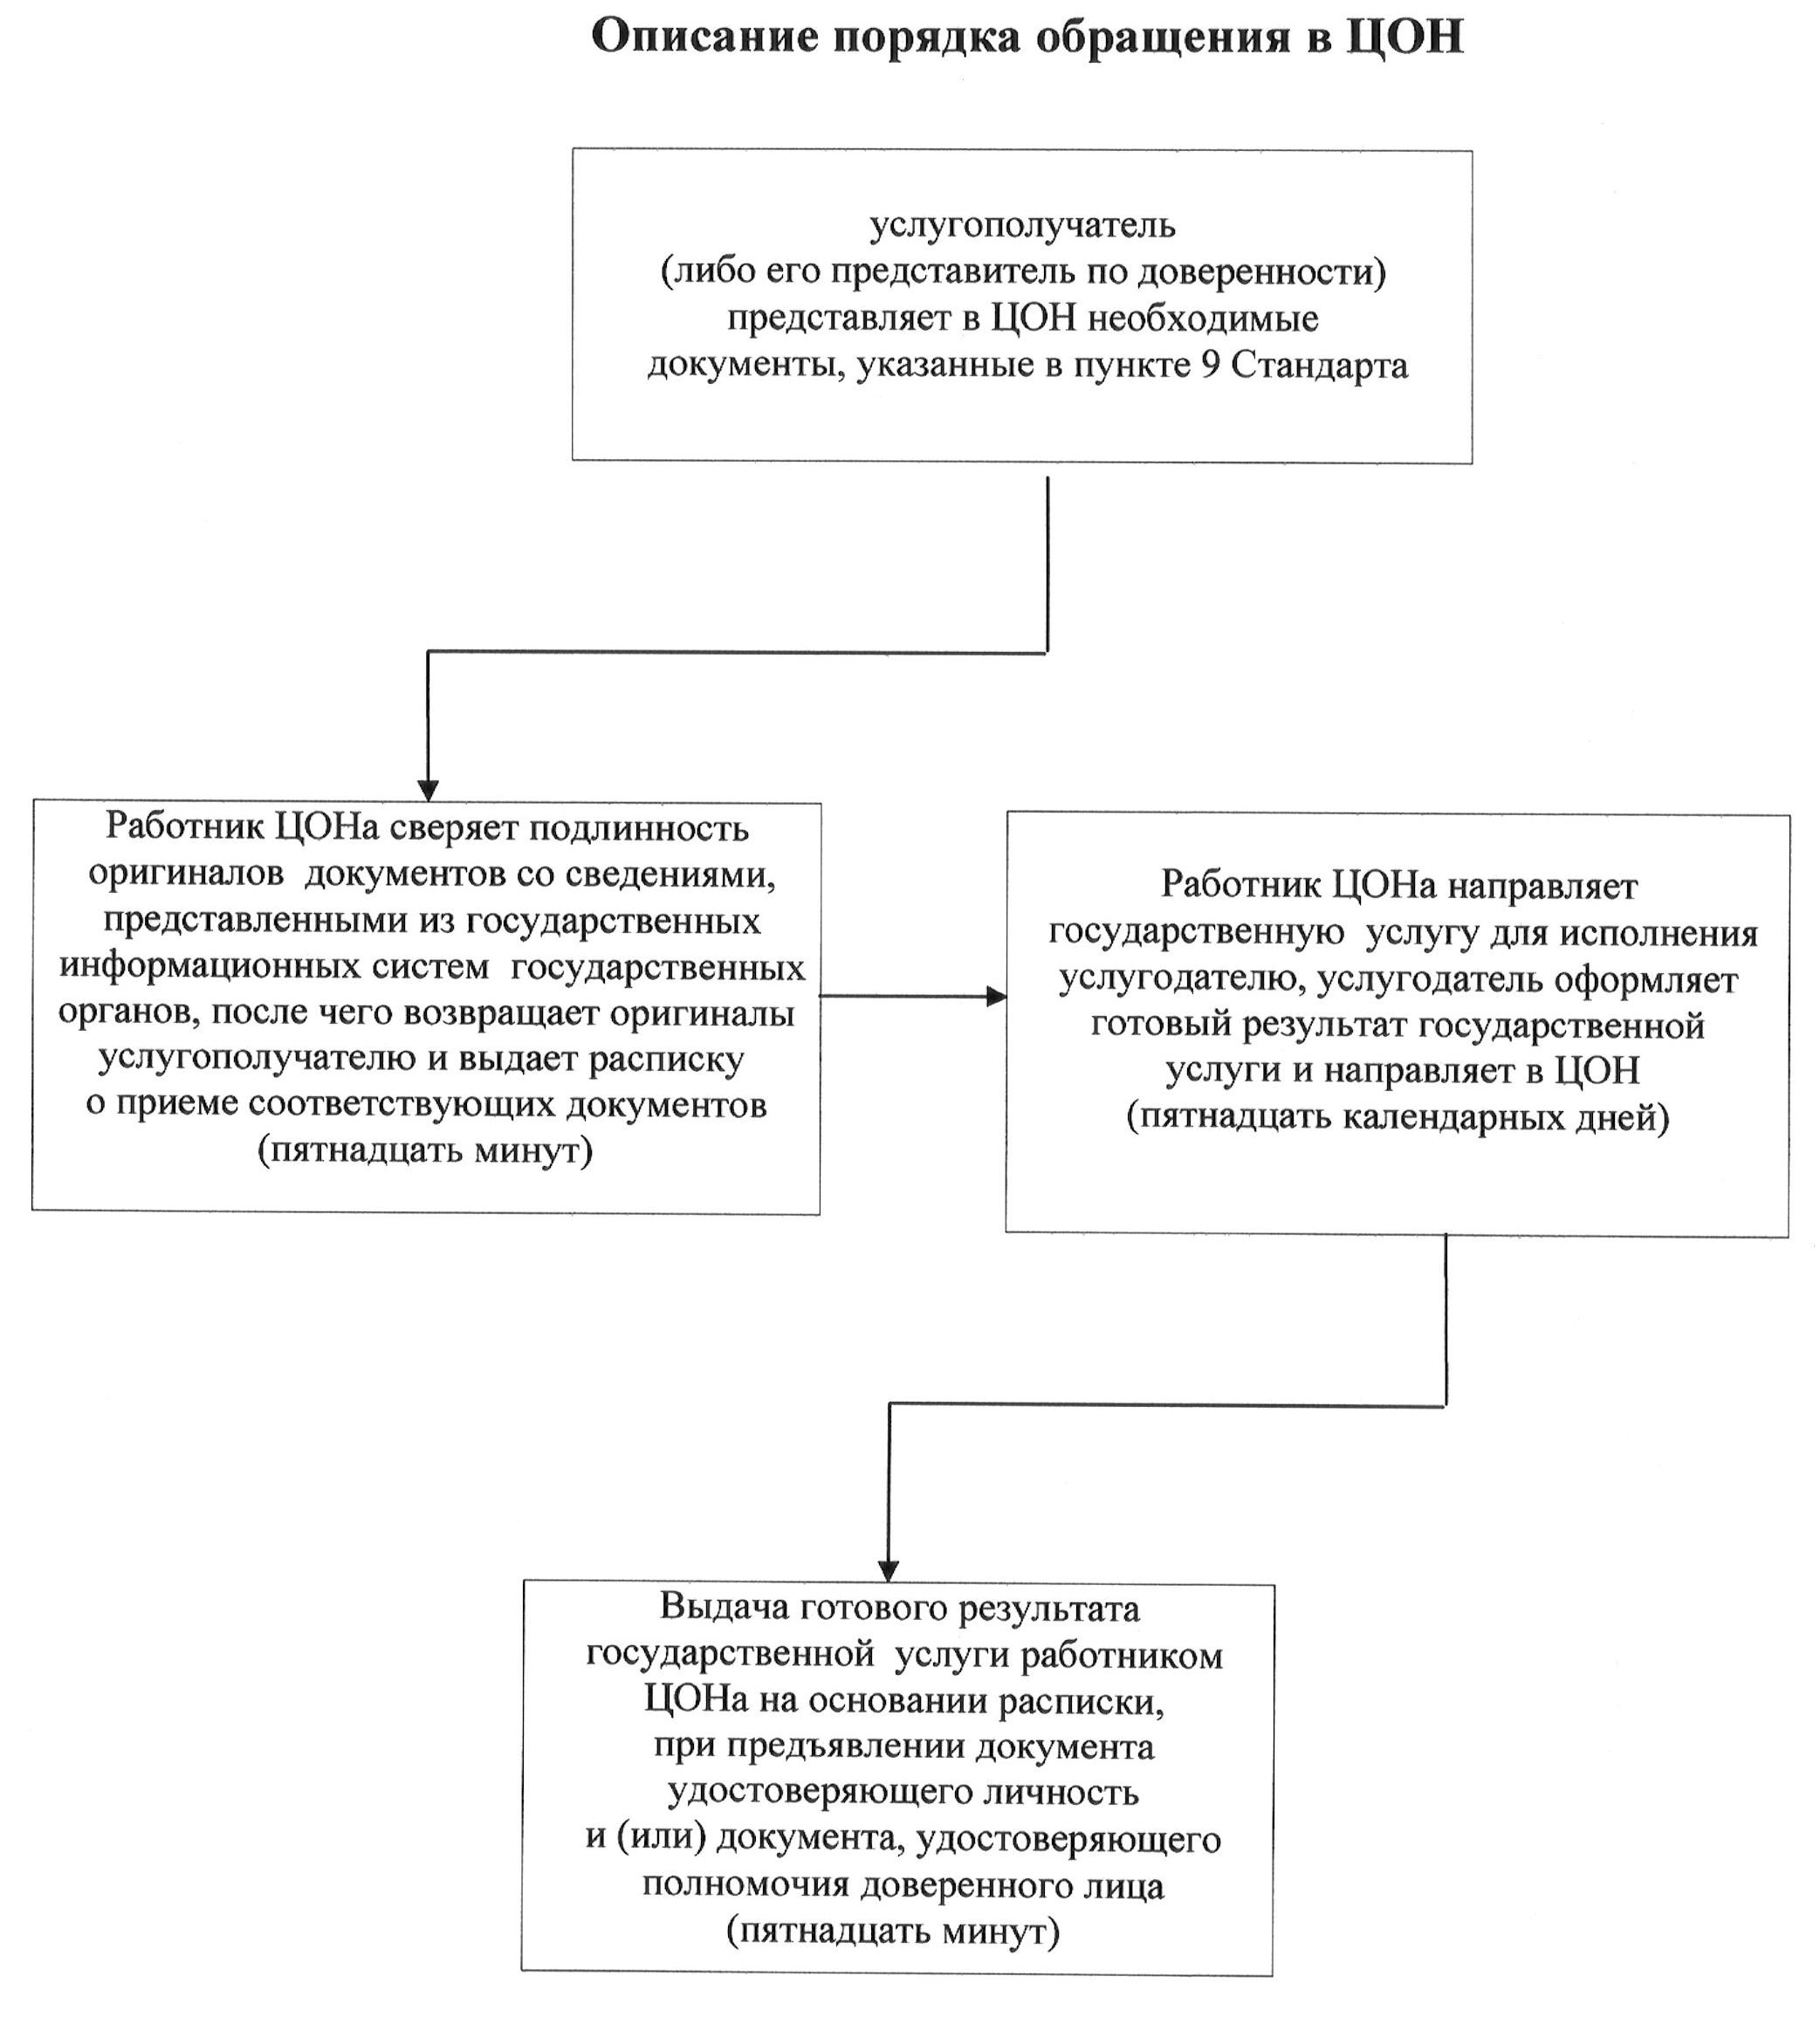 Описание порядка обращения в ЦОН
услугополучатель
(либо его представитель по доверенности)
представляет в ЦОН необходимые
документы, указанные в пункте 9 Стандарта
Работник ЦОНа сверяет подлинность
оригиналов документов со сведениями,
представленными из государственных
информационных систем государственных
органов, после чего возвращает оригиналы
услугополучателю и выдает расписку
о приеме соответствующих документов
(пятнадцать минут)
Работник ЦОНа направляет
государственную услугу для исполнения
услугодателю, услугодатель оформляет
готовый результат государственной
услуги и направляет в ЦОН
(пятнадцать календарных дней)
Выдача готового результата
государственной услуги работником
ЦОНа на основании расписки,
при предъявлении документа
удостоверяющего личность
и (или) документа, удостоверяющего
полномочия доверенного лица
(пятнадцать минут)